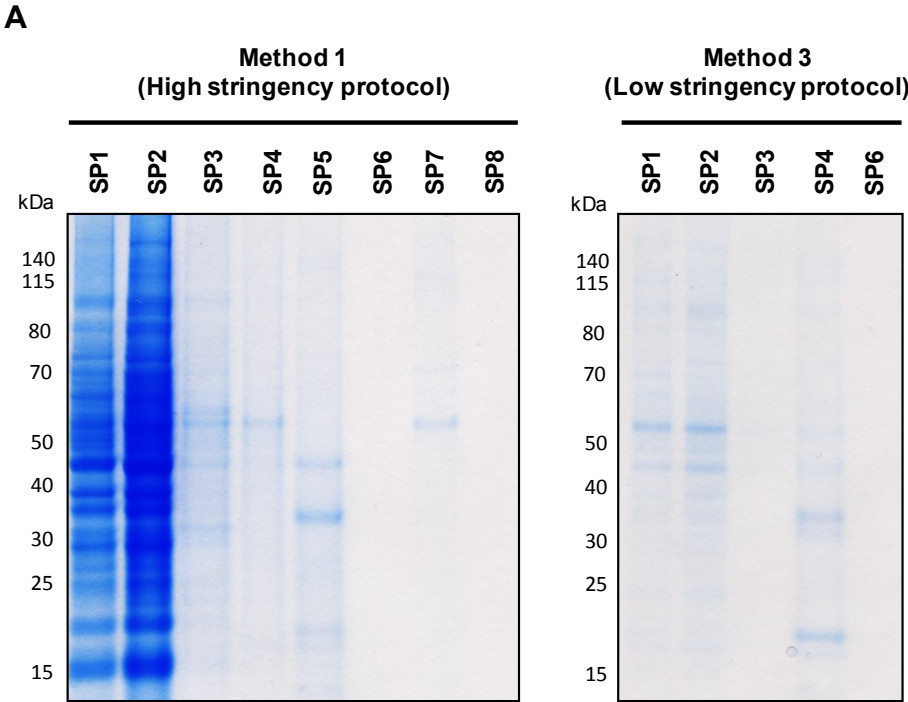 A
Method 1
(High stringency protocol)
Method 3
(Low stringency protocol)
SP1 SP2 SP3 SP4 SP5 SP6 SP7 SP8
SP1 SP2 SP3 SP4 SP6
kDa
140
115
80
70
50
40
30
25
15
kDa
140
115
80
70
50
40
30
25
15